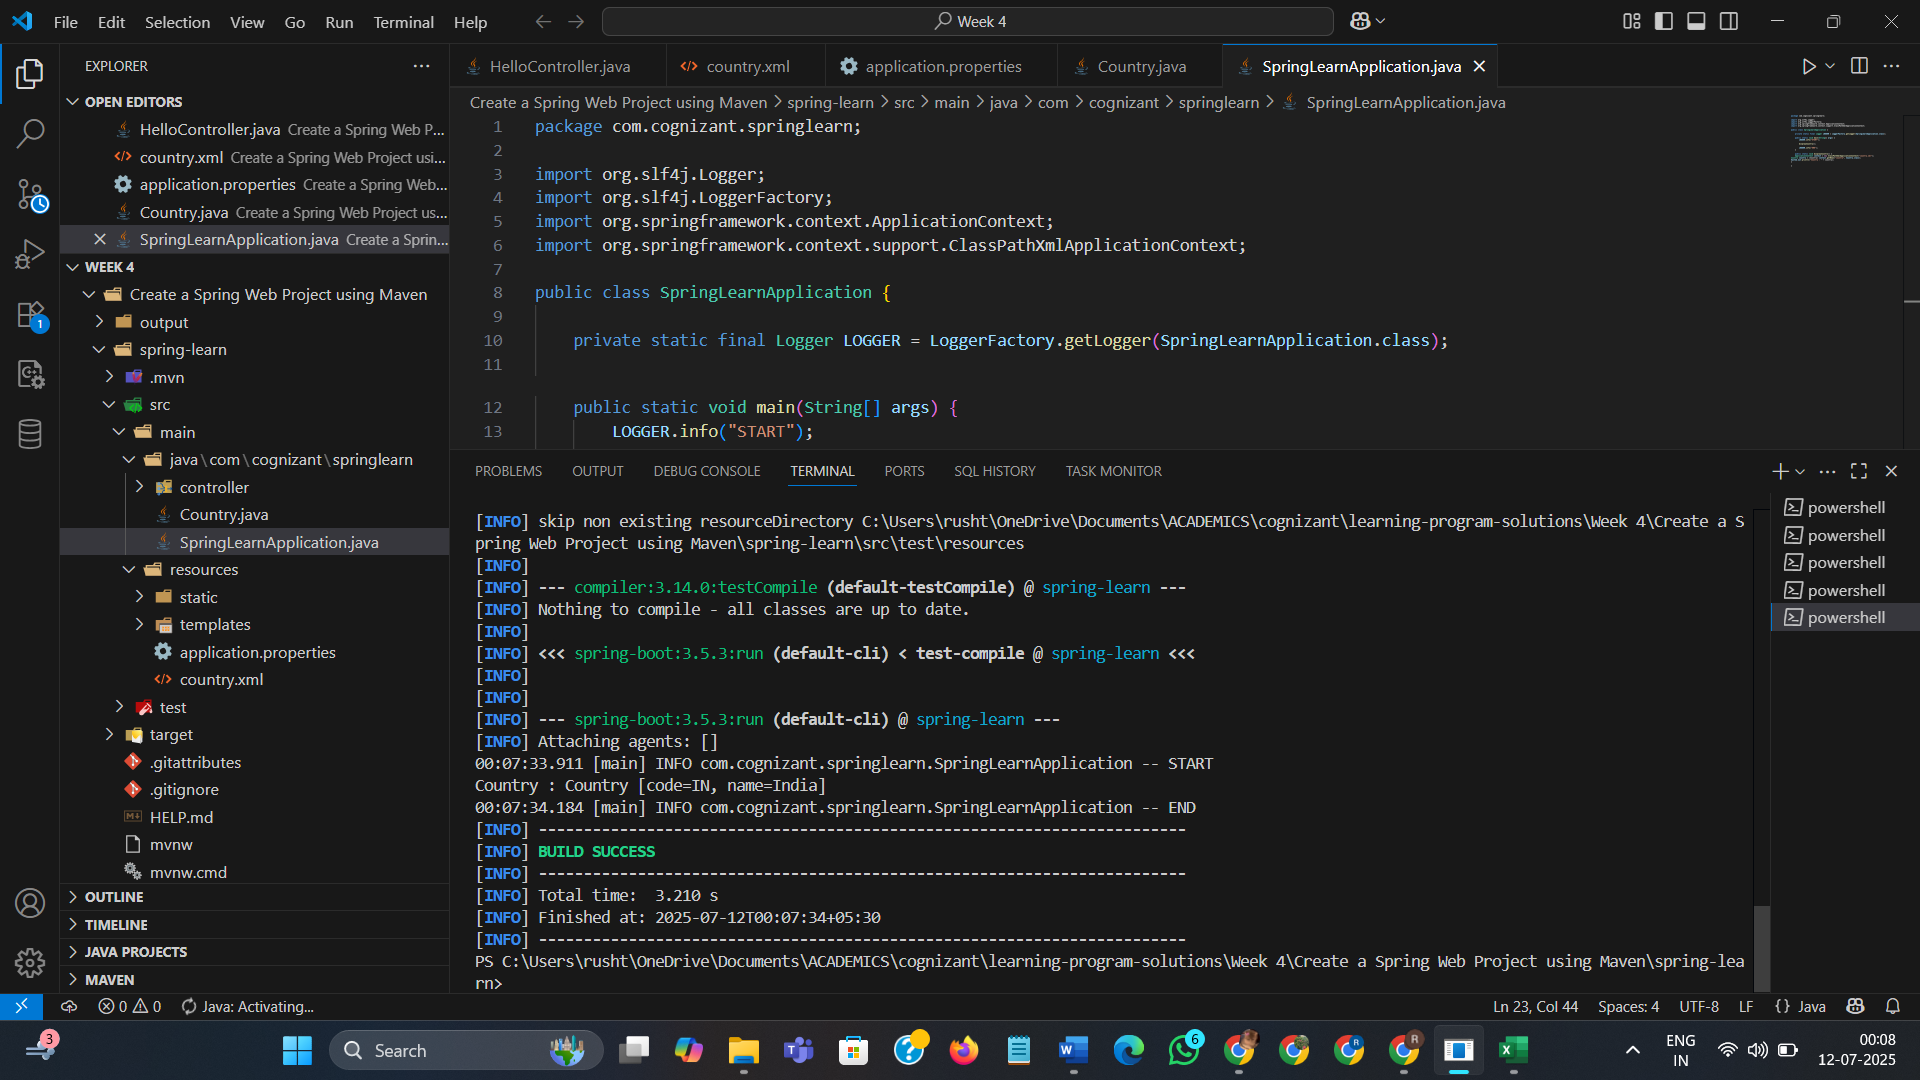 File Edit Selection View Go Run Terminal Help
Week 4
EXPLORER
OPEN EDITORS
HelloController.java Create a Spring Web P...
country.xml Create a Spring Web Project usi...
application.properties Create a Spring Web...
Country.java Create a Spring Web Project us...
SpringLearnApplication.java Create a Sprin...
WEEK 4
Create a Spring Web Project using Maven
output
spring-learn
.mvn
src
main
java\com\cognizant\springlearn
controller
Country.java
SpringLearnApplication.java
resources
static
templates
application.properties
country.xml
test
target
.gitattributes
.gitignore
HELP.md
mvnw
mvnw.cmd
OUTLINE
TIMELINE
JAVA PROJECTS
MAVEN
1
HelloController.java country.xml application.properties Country.java SpringLearnApplication.java
Create a Spring Web Project using Maven > spring-learn > src > main > java > com > cognizant > springlearn > SpringLearnApplication.java
1 package com.cognizant.springlearn;
2
3 import org.slf4j.Logger;
4 import org.slf4j.LoggerFactory;
5 import org.springframework.context.ApplicationContext;
6 import org.springframework.context.support.ClassPathXmlApplicationContext;
7
8 public class SpringLearnApplication {
9
10 private static final Logger LOGGER = LoggerFactory.getLogger(SpringLearnApplication.class);
11
12 public static void main(String[] args) {
13 LOGGER.info("START");
PROBLEMS OUTPUT DEBUG CONSOLE TERMINAL PORTS SQL HISTORY TASK MONITOR
[INFO] skip non existing resourceDirectory C:\Users\rusht\OneDrive\Documents\ACADEMICS\cognizant\learning-program-solutions\Week 4\Create a S
pring Web Project using Maven\spring-learn\src\test\resources
[INFO]
[INFO] --- compiler:3.14.0:testCompile (default-testCompile) @ spring-learn ---
[INFO] Nothing to compile - all classes are up to date.
[INFO]
[INFO] <<< spring-boot:3.5.3:run (default-cli) < test-compile @ spring-learn <<<
[INFO]
[INFO]
[INFO] --- spring-boot:3.5.3:run (default-cli) @ spring-learn ---
[INFO] Attaching agents: []
00:07:33.911 [main] INFO com.cognizant.springlearn.SpringLearnApplication -- START
Country : Country [code=IN, name=India]
00:07:34.184 [main] INFO com.cognizant.springlearn.SpringLearnApplication -- END
[INFO] ------------------------------------------------------------------------
[INFO] BUILD SUCCESS
[INFO] ------------------------------------------------------------------------
[INFO] Total time:  3.210 s
[INFO] Finished at: 2025-07-12T00:07:34+05:30
[INFO] ------------------------------------------------------------------------
PS C:\Users\rusht\OneDrive\Documents\ACADEMICS\cognizant\learning-program-solutions\Week 4\Create a Spring Web Project using Maven\spring-lea
rn>
powershell
powershell
powershell
powershell
powershell
0 0 Java: Activating...
Ln 23, Col 44 Spaces: 4 UTF-8 LF {} Java
3
Search
6
ENG
IN
00:08
12-07-2025